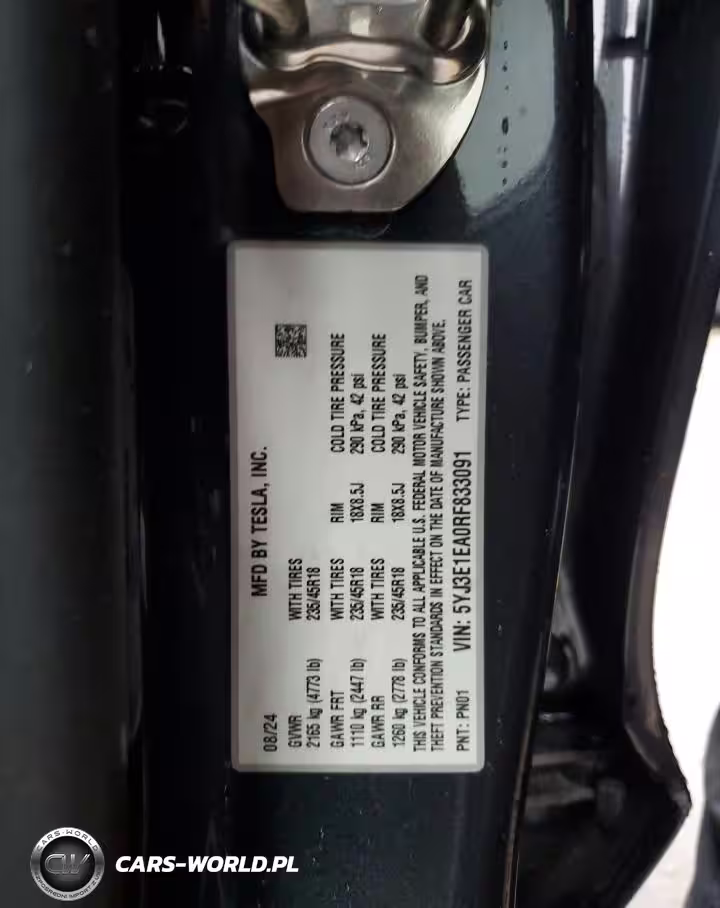 MFD BY TESLA, INC.
08/24
GVWR WITH TIRES
2165 kg (4773 lb) 235/45R18
GAWR FRT WITH TIRES RIM COLD TIRE PRESSURE
1110 kg (2447 lb) 235/45R18 18X8.5J 290 kPa, 42 psi
GAWR RR WITH TIRES RIM COLD TIRE PRESSURE
1260 kg (2778 lb) 235/45R18 18X8.5J 290 kPa, 42 psi
THIS VEHICLE CONFORMS TO ALL APPLICABLE U.S. FEDERAL MOTOR VEHICLE SAFETY, BUMPER, AND
THEFT PREVENTION STANDARDS IN EFFECT ON THE DATE OF MANUFACTURE SHOWN ABOVE.
PNT: PN01 VIN: 5YJ3E1EA0RF833091 TYPE: PASSENGER CAR
CARS-WORLD
CW
CARS-WORLD.PL